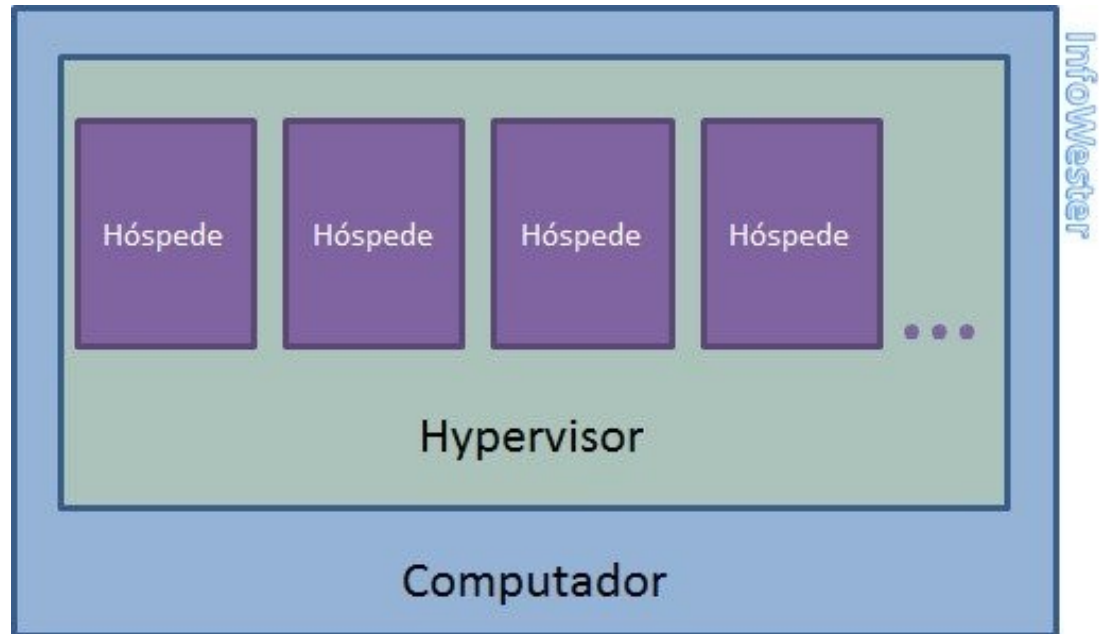 Hóspede Hóspede Hóspede Hóspede
...
Hypervisor
Computador
InfoWester